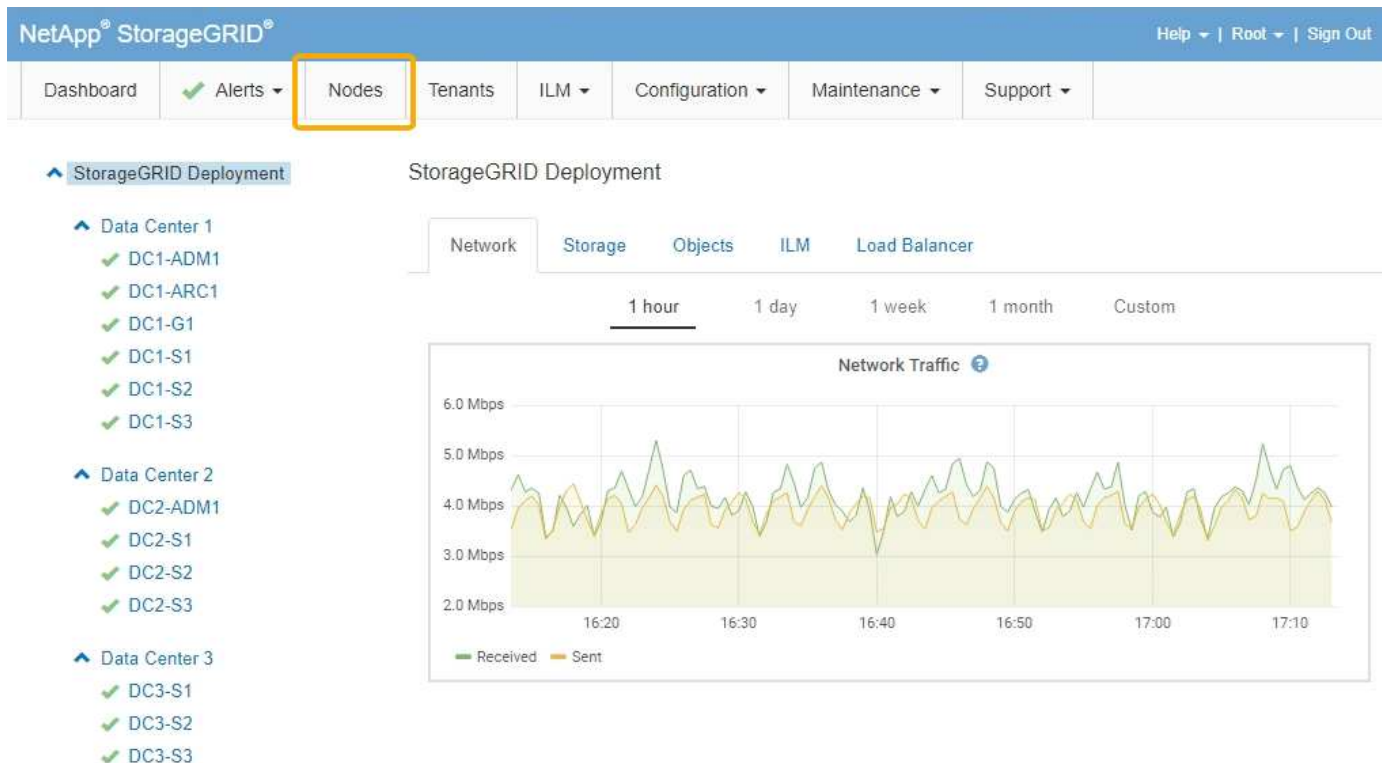 NetApp® StorageGRID®
Help | Root | Sign Out
Dashboard Alerts Nodes Tenants ILM Configuration Maintenance Support
StorageGRID Deployment
Data Center 1
DC1-ADM1
DC1-ARC1
DC1-G1
DC1-S1
DC1-S2
DC1-S3
Data Center 2
DC2-ADM1
DC2-S1
DC2-S2
DC2-S3
Data Center 3
DC3-S1
DC3-S2
DC3-S3
StorageGRID Deployment
Network Storage Objects ILM Load Balancer
1 hour 1 day 1 week 1 month Custom
Network Traffic ?
6.0 Mbps
5.0 Mbps
4.0 Mbps
3.0 Mbps
2.0 Mbps
16:20 16:30 16:40 16:50 17:00 17:10
Received Sent